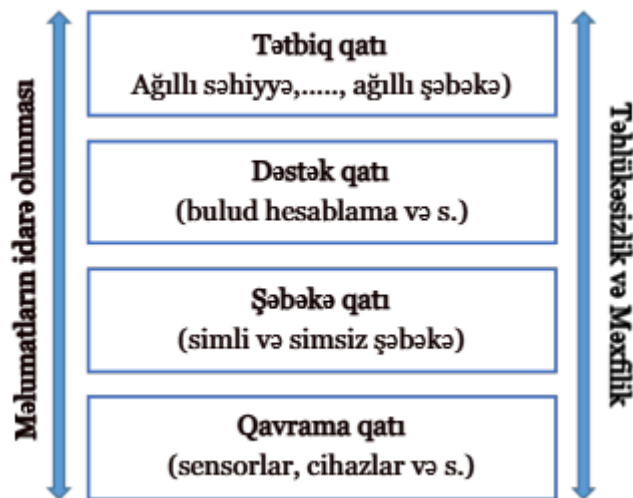 Məlumatların idarə olunması
Tətbiq qatı
Ağıllı səhiyyə,....., ağıllı şəbəkə)
Dəstək qatı
(bulud hesablama və s.)
Şəbəkə qatı
(simli və simsiz şəbəkə)
Qavrama qatı
(sensorlar, cihazlar və s.)
Təhlükəsizlik və Məxfilik